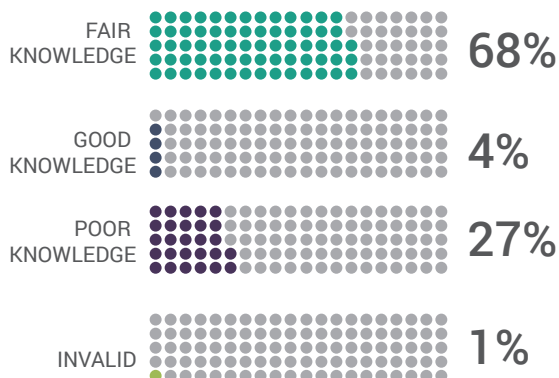 FAIR
KNOWLEDGE
68%
GOOD
KNOWLEDGE
4%
POOR
KNOWLEDGE
27%
INVALID
1%